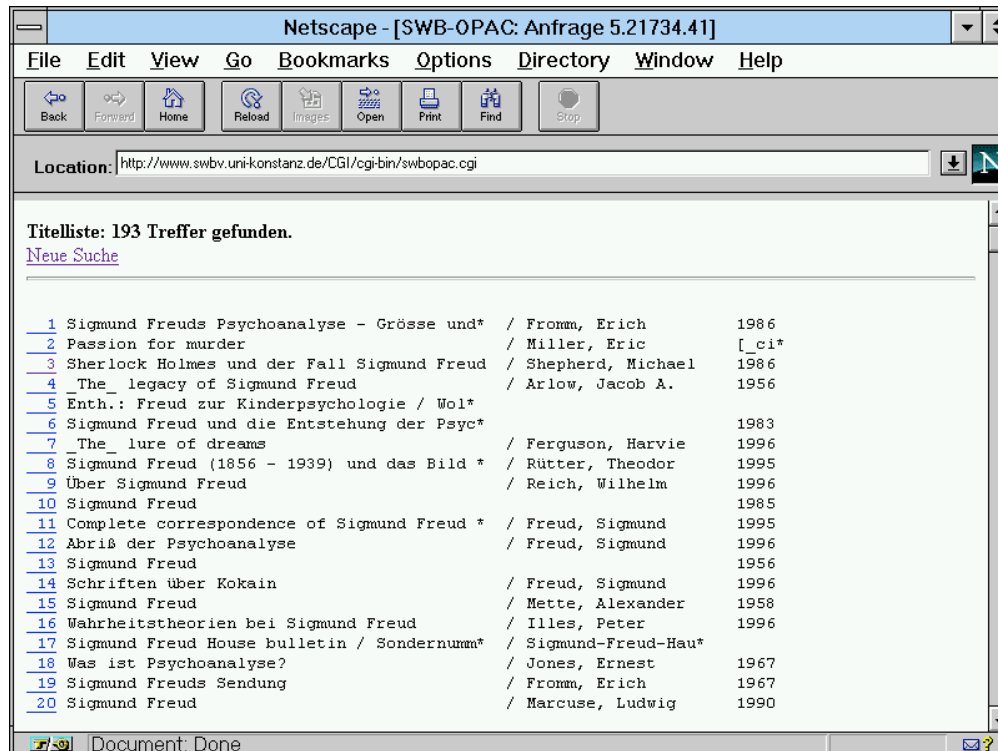 Netscape - [SWB-OPAC: Anfrage 5.21734.41]
File Edit View Go Bookmarks Options Directory Window Help
Back Forward Home Reload Images Open Print Find Stop
Location: http://www.swbv.uni-konstanz.de/CGI/cgi-bin/swbopac.cgi N
Titelliste: 193 Treffer gefunden.
Neue Suche
1 Sigmund Freuds Psychoanalyse - Grösse und* / Fromm, Erich 1986
2 Passion for murder / Miller, Eric [_ci*
3 Sherlock Holmes und der Fall Sigmund Freud / Shepherd, Michael 1986
4 _The_ legacy of Sigmund Freud / Arlow, Jacob A. 1956
5 Enth.: Freud zur Kinderpsychologie / Wol*
6 Sigmund Freud und die Entstehung der Psyc* 1983
7 _The_ lure of dreams / Ferguson, Harvie 1996
8 Sigmund Freud (1856 - 1939) und das Bild * / Rütter, Theodor 1995
9 Über Sigmund Freud / Reich, Wilhelm 1996
10 Sigmund Freud 1985
11 Complete correspondence of Sigmund Freud * / Freud, Sigmund 1995
12 Abriß der Psychoanalyse / Freud, Sigmund 1996
13 Sigmund Freud 1956
14 Schriften über Kokain / Freud, Sigmund 1996
15 Sigmund Freud / Mette, Alexander 1958
16 Wahrheitstheorien bei Sigmund Freud / Illes, Peter 1996
17 Sigmund Freud House bulletin / Sondernumm* / Sigmund-Freud-Hau*
18 Was ist Psychoanalyse? / Jones, Ernest 1967
19 Sigmund Freuds Sendung / Fromm, Erich 1967
20 Sigmund Freud / Marcuse, Ludwig 1990
Document: Done ?